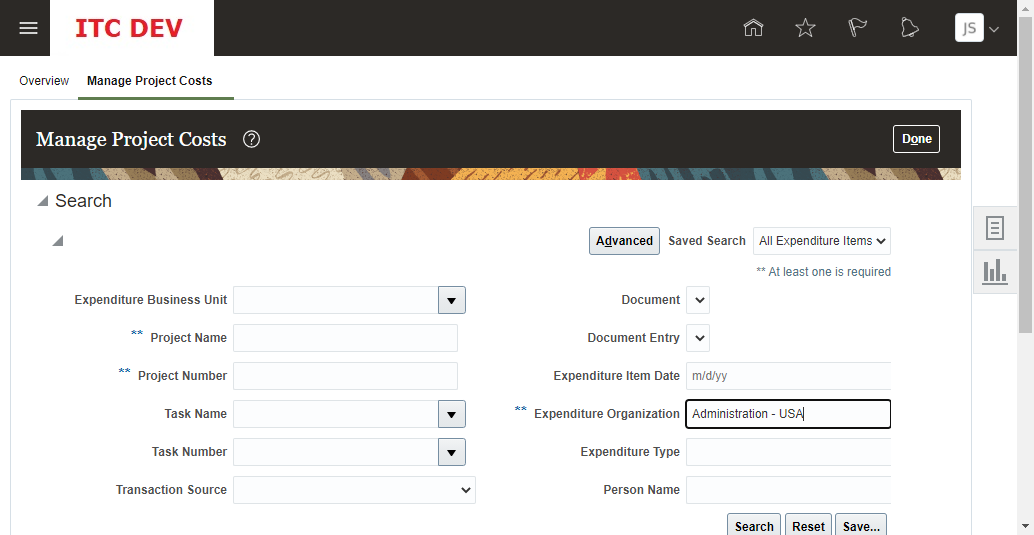 ITC DEV
JS
Overview Manage Project Costs
Manage Project Costs ?
Done
Search
Advanced Saved Search All Expenditure Items
** At least one is required
Expenditure Business Unit
Document
** Project Name
Document Entry
** Project Number
Expenditure Item Date m/d/yy
Task Name
** Expenditure Organization Administration - USA
Task Number
Expenditure Type
Transaction Source
Person Name
Search Reset Save...